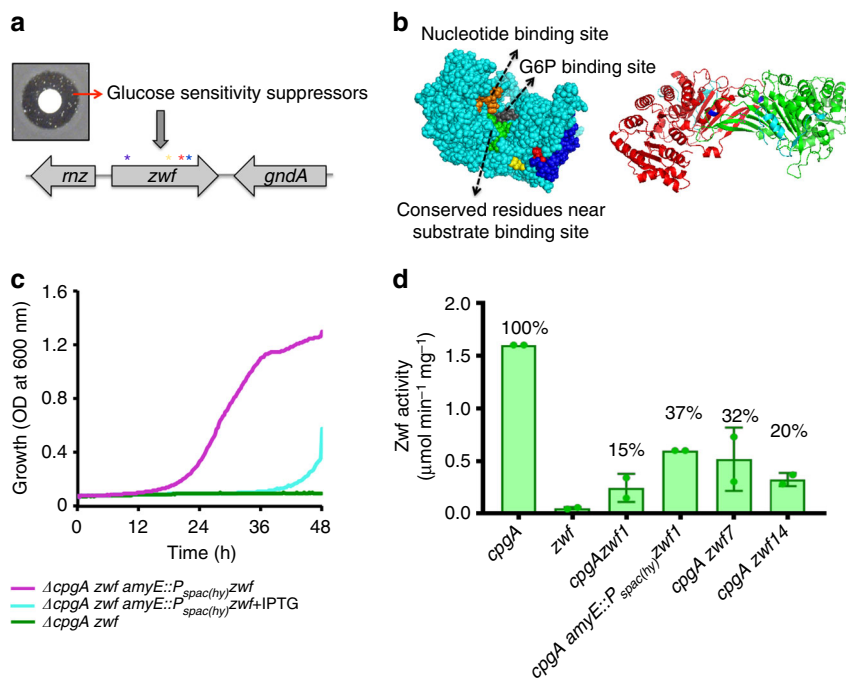 a
Glucose sensitivity suppressors
* * * *
rnz
zwf
gndA
b
Nucleotide binding site
G6P binding site
Conserved residues near
substrate binding site
c
Growth (OD at 600 nm)
1.6
1.2
0.8
0.4
0
0
12
24
36
48
Time (h)
ΔcpgA zwf amyE::Pspac(hy)zwf
ΔcpgA zwf amyE::Pspac(hy)zwf+IPTG
ΔcpgA zwf
d
Zwf activity
(μmol min⁻¹ mg⁻¹)
2.0
1.5
1.0
0.5
0.0
100%
15%
37%
32%
20%
cpgA
zwf
cpgAzwf1
cpgA amyE::Pspac(hy)zwf1
cpgA zwf7
cpgA zwf14